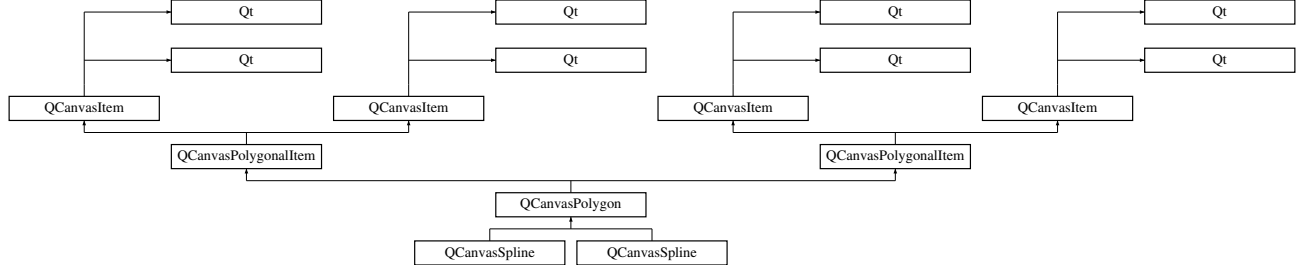 Qt Qt Qt Qt
Qt Qt Qt Qt
QCanvasItem QCanvasItem QCanvasItem QCanvasItem
QCanvasPolygonalItem QCanvasPolygonalItem
QCanvasPolygon
QCanvasSpline QCanvasSpline